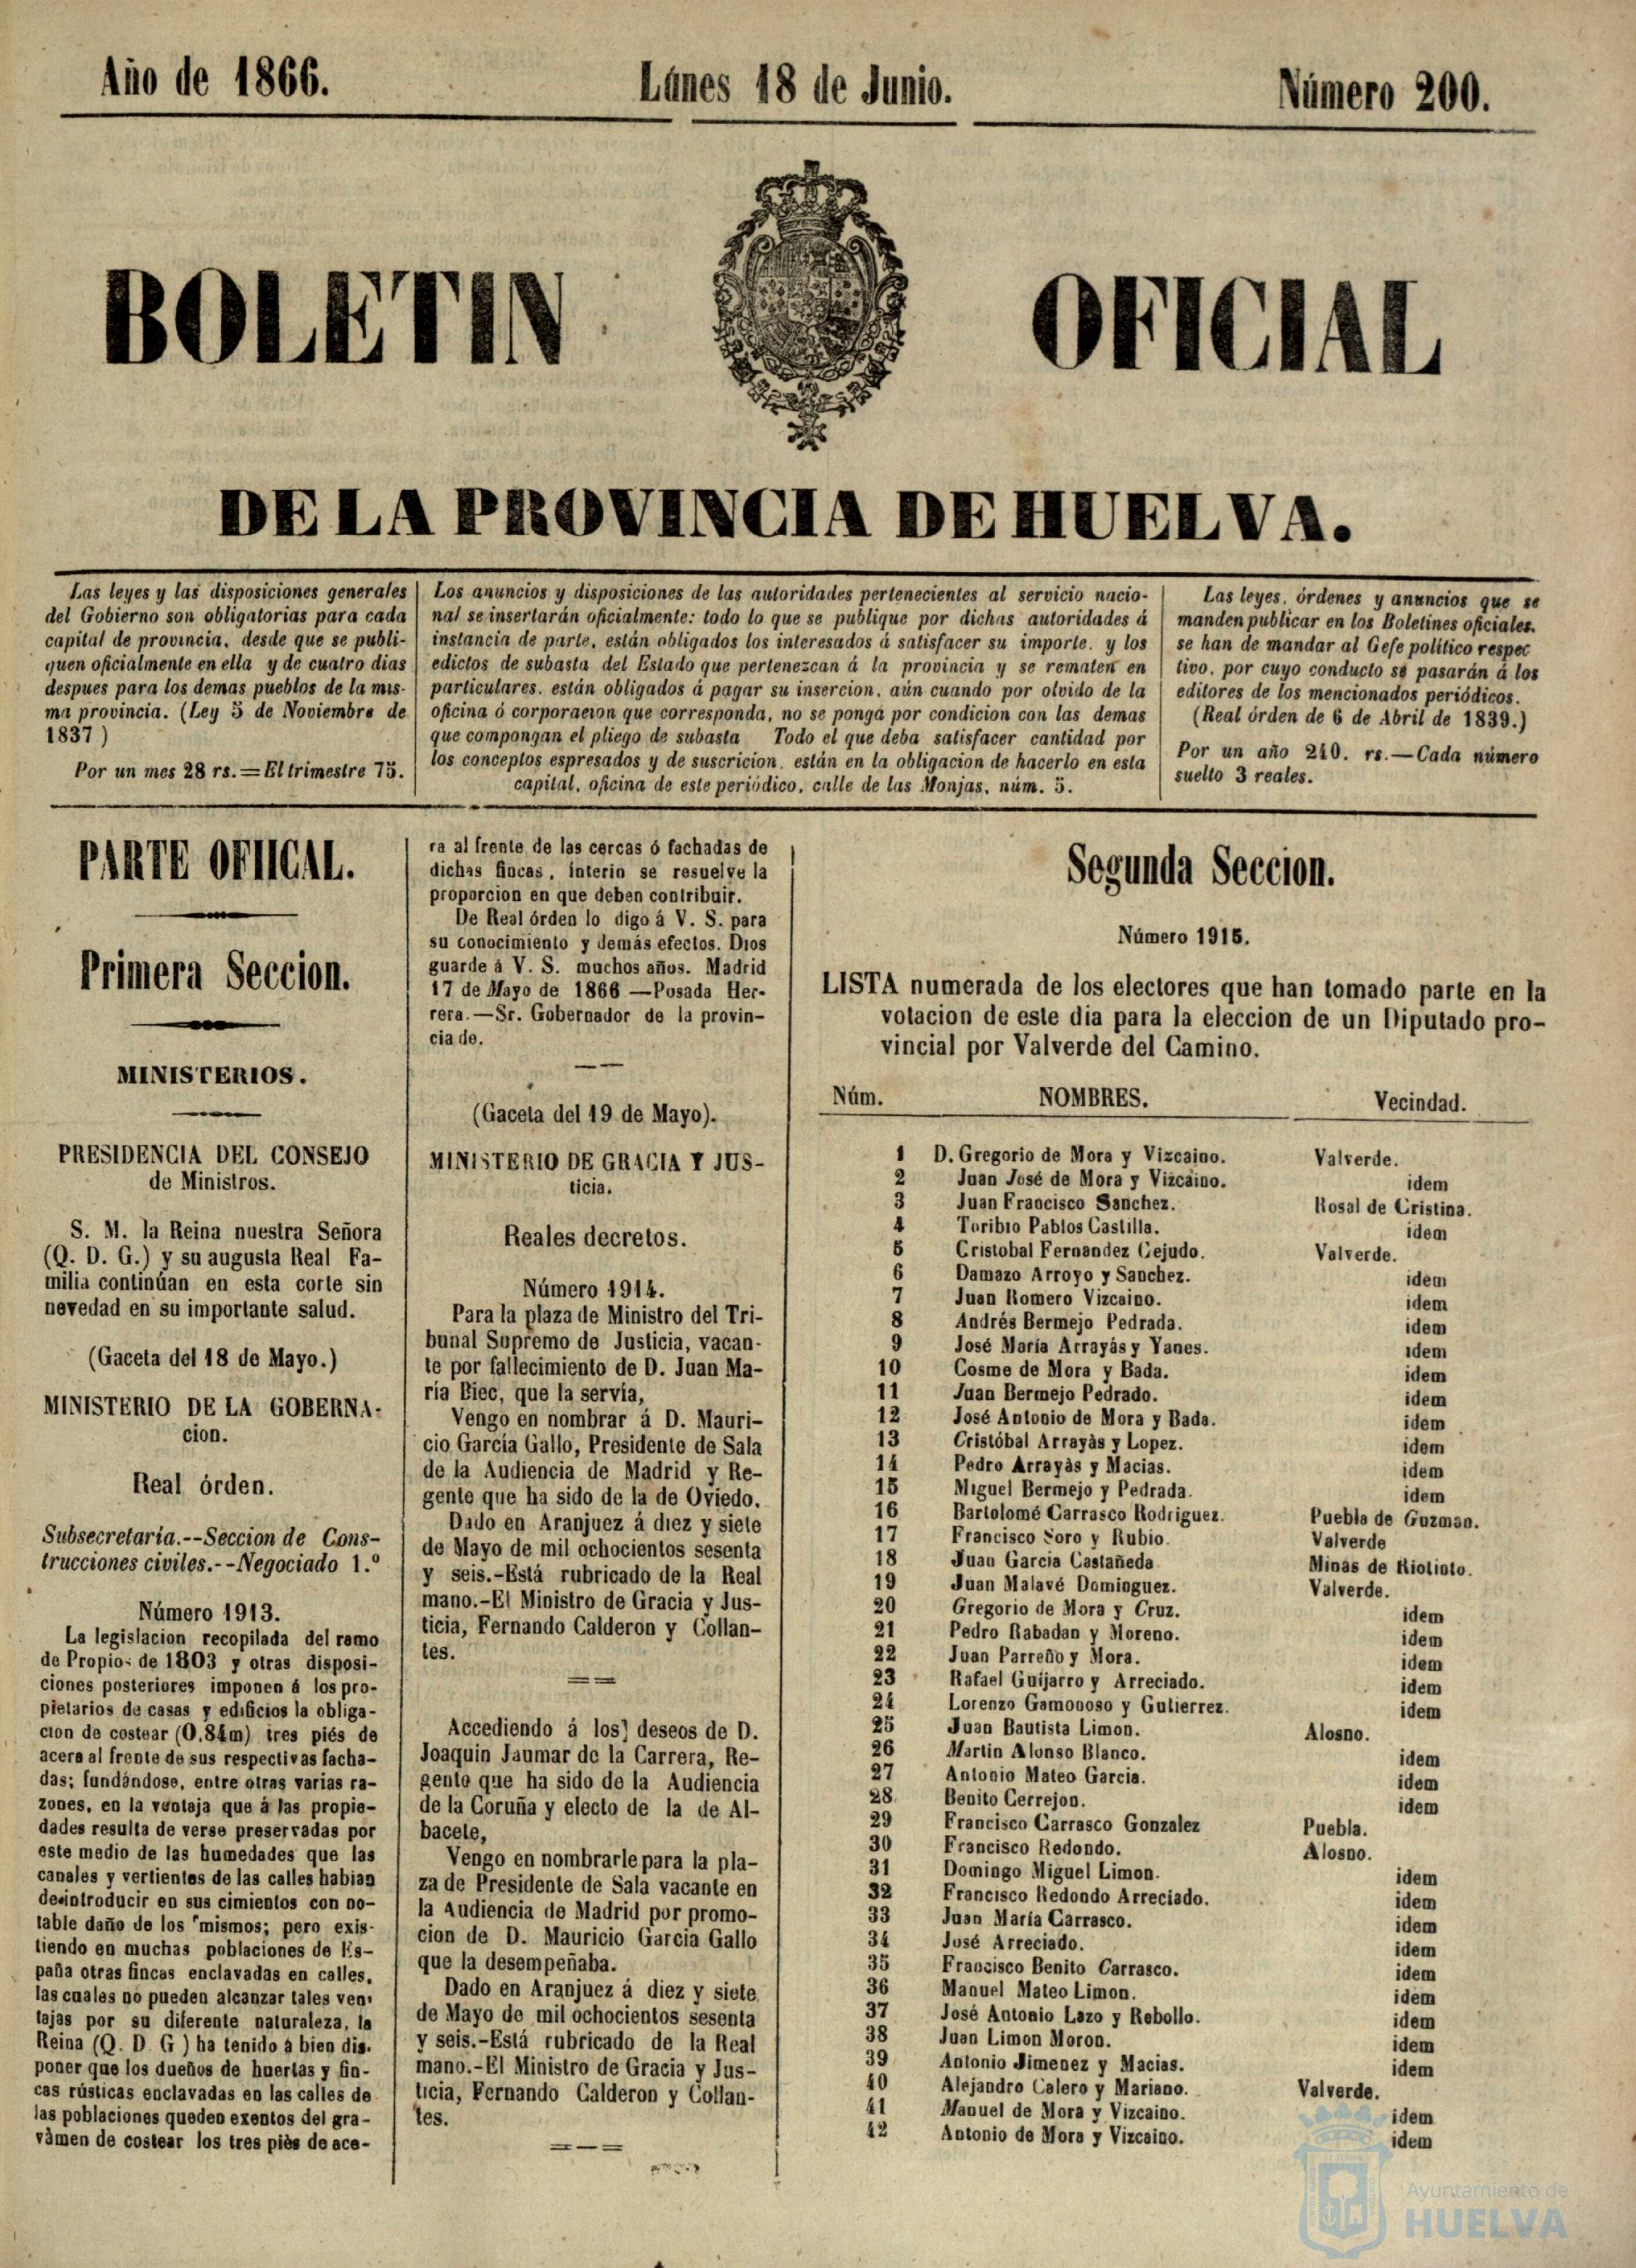 Año de 1866.
Lúnes 18 de Junio.
Número 200.
BOLETIN OFICIAL
DE LA PROVINCIA DE HUELVA.
Las leyes y las disposiciones generales
del Gobierno son obligatorias para cada
capital de provincia, desde que se publi-
quen oficialmente en ella y de cuatro dias
despues para los demas pueblos de la mis-
ma provincia. (Ley 5 de Noviembre de
1837 )
Por un mes 28 rs.=El trimestre 75.
Los anuncios y disposiciones de las autoridades pertenecientes al servicio nacio-
nal se insertarán oficialmente: todo lo que se publique por dichas autoridades á
instancia de parte, están obligados los interesados á satisfacer su importe. y los
edictos de subasta del Estado que pertenezcan á la provincia y se rematen en
particulares. están obligados á pagar su insercion, aún cuando por olvido de la
oficina ó corporacion que corresponda, no se ponga por condicion con las demas
que compongan el pliego de subasta Todo el que deba satisfacer cantidad por
los conceptos espresados y de suscricion, están en la obligacion de hacerlo en esta
capital, oficina de este periódico, calle de las Monjas, núm. 5.
Las leyes, órdenes y anuncios que se
manden publicar en los Boletines oficiales.
se han de mandar al Gefe político respec
tivo, por cuyo conducto se pasarán á los
editores de los mencionados periódicos.
(Real órden de 6 de Abril de 1839.)
Por un año 240. rs.—Cada número
suelto 3 reales.
PARTE OFIICAL.
Primera Seccion.
MINISTERIOS.
PRESIDENCIA DEL CONSEJO
de Ministros.
S. M. la Reina nuestra Señora
(Q. D. G.) y su augusta Real Fa-
milia continúan en esta corte sin
novedad en su importante salud.
(Gaceta del 18 de Mayo.)
MINISTERIO DE LA GOBERNA-
cion.
Real órden.
Subsecretaría.--Seccion de Cons-
trucciones civiles.--Negociado 1.º
Número 1913.
La legislacion recopilada del ramo
de Propios de 1803 y otras disposi-
ciones posteriores imponen á los pro-
pietarios de casas y edificios la obliga-
cion de costear (0,84m) tres piés de
acera al frente de sus respectivas facha-
das; fundándose, entre otras varias ra-
zones, en la ventaja que á las propie-
dades resulta de verse preservadas por
este medio de las humedades que las
canales y vertientes de las calles habian
de introducir en sus cimientos con no-
table daño de los mismos; pero exis-
tiendo en muchas poblaciones de Es-
paña otras fincas enclavadas en calles,
las cuales no pueden alcanzar tales ven-
tajas por su diferente naturaleza, la
Reina (Q. D G ) ha tenido á bien dis-
poner que los dueños de huertas y fin-
cas rústicas enclavadas en las calles de
las poblaciones queden exentos del gra-
vámen de costear los tres piés de ace-
ra al frente de las cercas ó fachadas de
dichas fincas, interin se resuelve la
proporcion en que deben contribuir.
De Real órden lo digo á V. S. para
su conocimiento y demás efectos. Dios
guarde á V. S. muchos años. Madrid
17 de Mayo de 1866 —Posada Her-
rera.—Sr. Gobernador de la provin-
cia de.
(Gaceta del 19 de Mayo).
MINISTERIO DE GRACIA Y JUS-
ticia.
Reales decretos.
Número 1914.
Para la plaza de Ministro del Tri-
bunal Supremo de Justicia, vacan-
te por fallecimiento de D. Juan Ma-
ría Biec, que la servía,
Vengo en nombrar á D. Mauri-
cio García Gallo, Presidente de Sala
de la Audiencia de Madrid y Re-
gente que ha sido de la de Oviedo.
Dado en Aranjuez á diez y siete
de Mayo de mil ochocientos sesenta
y seis.-Está rubricado de la Real
mano.-El Ministro de Gracia y Jus-
ticia, Fernando Calderon y Collan-
tes.
Accediendo á los] deseos de D.
Joaquin Jaumar de la Carrera, Re-
gente que ha sido de la Audiencia
de la Coruña y electo de la de Al-
bacete,
Vengo en nombrarle para la pla-
za de Presidente de Sala vacante en
la Audiencia de Madrid por promo-
cion de D. Mauricio Garcia Gallo
que la desempeñaba.
Dado en Aranjuez á diez y siete
de Mayo de mil ochocientos sesenta
y seis.-Está rubricado de la Real
mano.-El Ministro de Gracia y Jus-
ticia, Fernando Calderon y Collan-
tes.
Segunda Seccion.
Número 1915.
LISTA numerada de los electores que han tomado parte en la
votacion de este dia para la eleccion de un Diputado pro-
vincial por Valverde del Camino.
Núm. NOMBRES. Vecindad.
1 D. Gregorio de Mora y Vizcaino. Valverde.
2 Juan José de Mora y Vizcaino. idem
3 Juan Francisco Sanchez. Rosal de Cristina.
4 Toribio Pablos Castilla. idem
5 Cristobal Fernandez Cejudo. Valverde.
6 Damazo Arroyo y Sanchez. idem
7 Juan Romero Vizcaino. idem
8 Andrés Bermejo Pedrada. idem
9 José María Arrayás y Yanes. idem
10 Cosme de Mora y Bada. idem
11 Juan Bermejo Pedrado. idem
12 José Antonio de Mora y Bada. idem
13 Cristóbal Arrayàs y Lopez. idem
14 Pedro Arrayàs y Macias. idem
15 Miguel Bermejo y Pedrada. idem
16 Bartolomé Carrasco Rodriguez. Puebla de Guzman.
17 Francisco Soro y Rubio. Valverde
18 Juan Garcia Castañeda Minas de Riotinto.
19 Juan Malavé Dominguez. Valverde.
20 Gregorio de Mora y Cruz. idem
21 Pedro Rabadan y Moreno. idem
22 Juan Parreño y Mora. idem
23 Rafael Guijarro y Arreciado. idem
24 Lorenzo Gamonoso y Gutierrez. idem
25 Juan Bautista Limon. Alosno.
26 Martin Alonso Blanco. idem
27 Antonio Mateo Garcia. idem
28 Benito Cerrejon. idem
29 Francisco Carrasco Gonzalez Puebla.
30 Francisco Redondo. Alosno.
31 Domingo Miguel Limon. idem
32 Francisco Redondo Arreciado. idem
33 Juan María Carrasco. idem
34 José Arreciado. idem
35 Francisco Benito Carrasco. idem
36 Manuel Mateo Limon. idem
37 José Antonio Lazo y Rebollo. idem
38 Juan Limon Moron. idem
39 Antonio Jimenez y Macias. idem
40 Alejandro Calero y Mariano. Valverde.
41 Manuel de Mora y Vizcaino. idem
42 Antonio de Mora y Vizcaino. idem
Ayuntamiento de
HUELVA